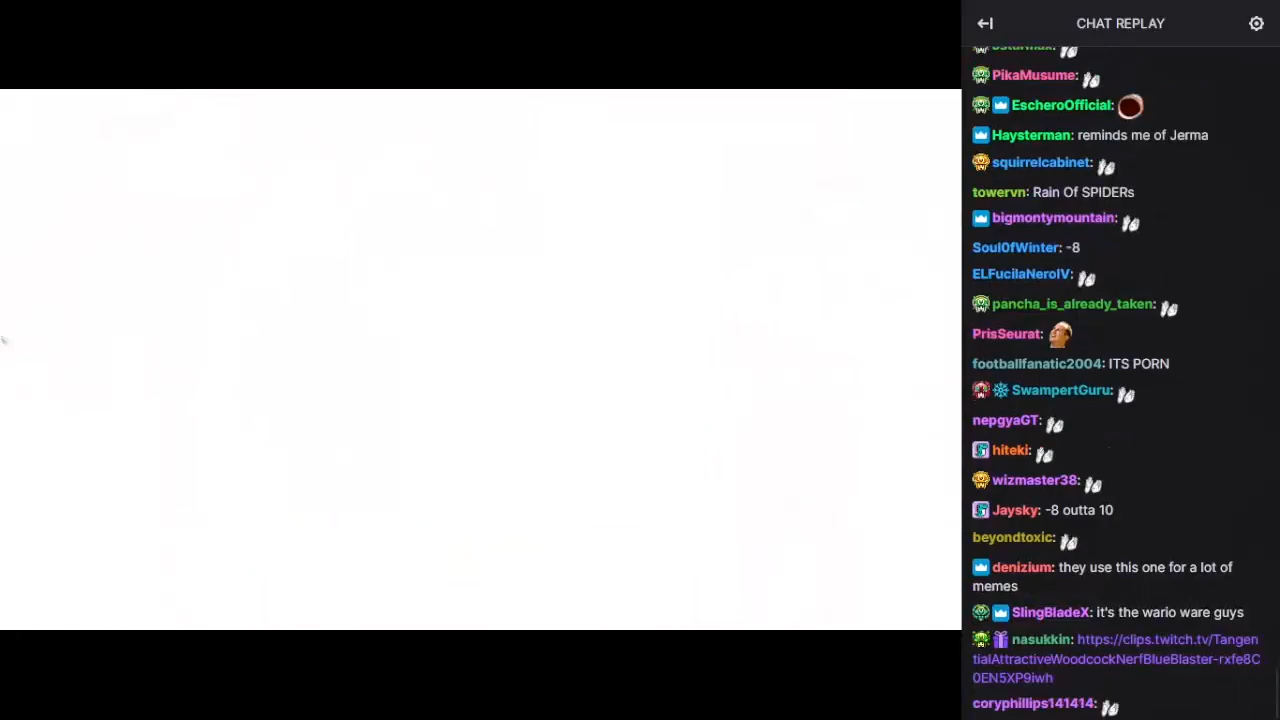 CHAT REPLAY
PikaMusume:
EscheroOfficial:
Haysterman: reminds me of Jerma
squirrelcabinet:
towervn: Rain Of SPIDERs
bigmontymountain:
Soul0fWinter: -8
ELFucilaNeroIV:
pancha_is_already_taken:
PrisSeurat:
footballfanatic2004: ITS PORN
SwampertGuru:
nepgyaGT:
hiteki:
wizmaster38:
Jaysky: -8 outta 10
beyondtoxic:
denizium: they use this one for a lot of
memes
SlingBladeX: it's the wario ware guys
nasukkin: https://clips.twitch.tv/Tangen
tialAttractiveWoodcockNerfBlueBlaster-rxfe8C
0EN5XP9iwh
coryphillips141414: